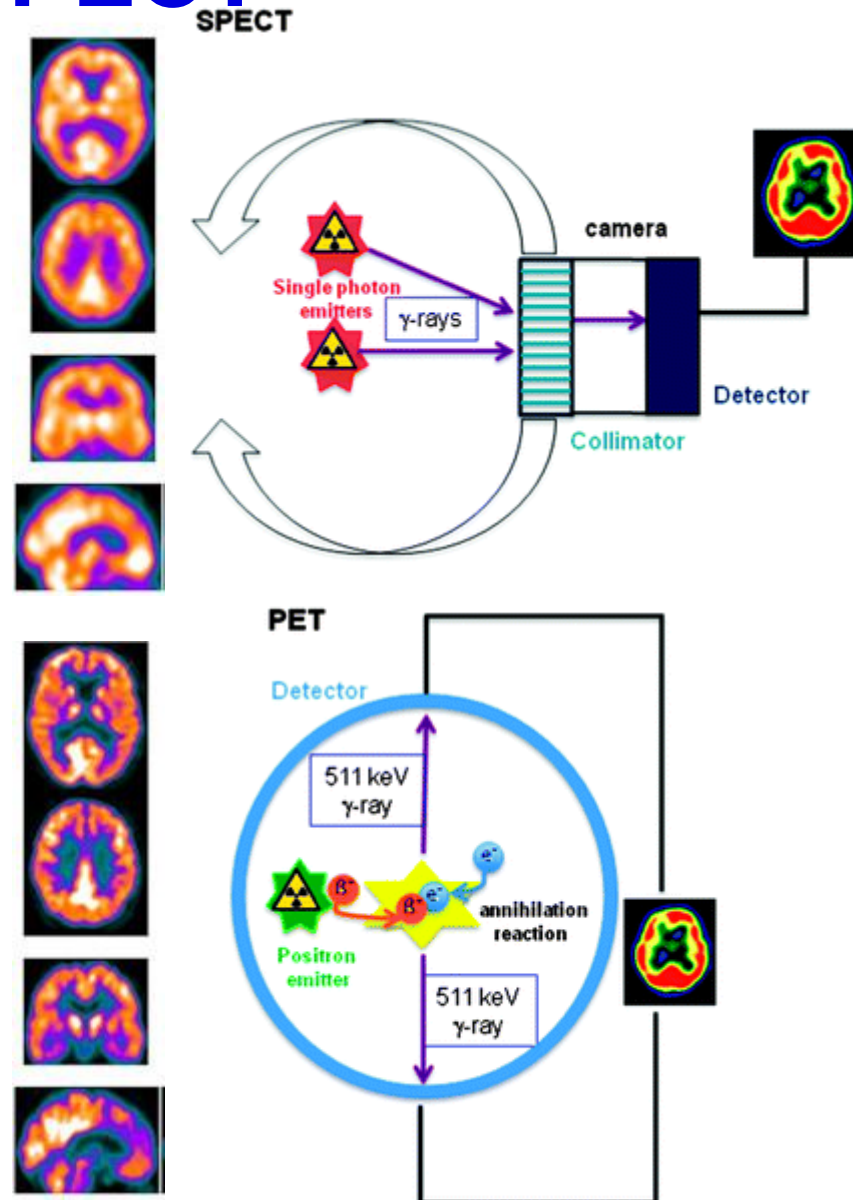 SPECT
camera
Single photon
emitters
γ-rays
Detector
Collimator
PET
Detector
511 keV
γ-ray
e⁻
annihilation
reaction
Positron
emitter
511 keV
γ-ray